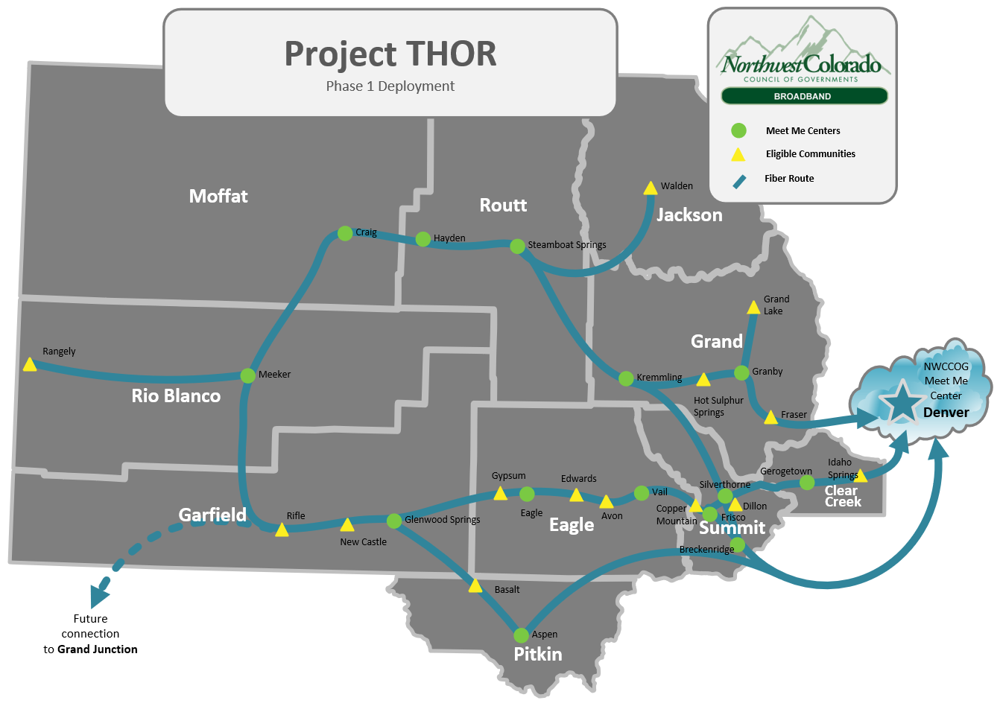 Project THOR
Phase 1 Deployment
Northwest Colorado
COUNCIL OF GOVERNMENTS
BROADBAND
Meet Me Centers
Eligible Communities
Fiber Route
Moffat
Routt
Walden
Jackson
Craig
Hayden
Steamboat Springs
Grand
Lake
Grand
Rangely
Meeker
Rio Blanco
Kremmling
Granby
Hot Sulphur
Springs
Fraser
NWCCOG
Meet Me
Center
Denver
Gypsum
Edwards
Vail
Eagle
Avon
Eagle
Silverthorne
Gerogetown
Idaho
Springs
Clear
Creek
Copper
Mountain
Dillon
Frisco
Summit
Breckenridge
Garfield
Rifle
New Castle
Glenwood Springs
Basalt
Aspen
Pitkin
Future
connection
to Grand Junction